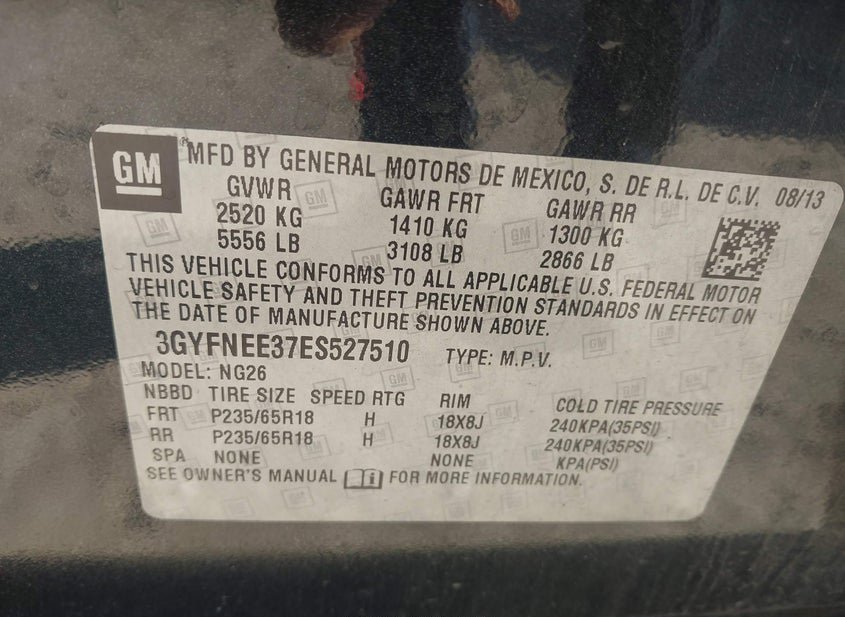 GM
MFD BY GENERAL MOTORS DE MEXICO, S. DE R.L. DE C.V. 08/13
GVWR GAWR FRT GAWR RR
2520 KG 1410 KG 1300 KG
5556 LB 3108 LB 2866 LB
THIS VEHICLE CONFORMS TO ALL APPLICABLE U.S. FEDERAL MOTOR
VEHICLE SAFETY AND THEFT PREVENTION STANDARDS IN EFFECT ON
THE DATE OF MANUFACTURE SHOWN ABOVE.
3GYFNEE37ES527510 TYPE: M.P.V.
MODEL: NG26
NBBD TIRE SIZE SPEED RTG RIM COLD TIRE PRESSURE
FRT P235/65R18 H 18X8J 240KPA(35PSI)
RR P235/65R18 H 18X8J 240KPA(35PSI)
SPA NONE NONE KPA(PSI)
SEE OWNER'S MANUAL FOR MORE INFORMATION.